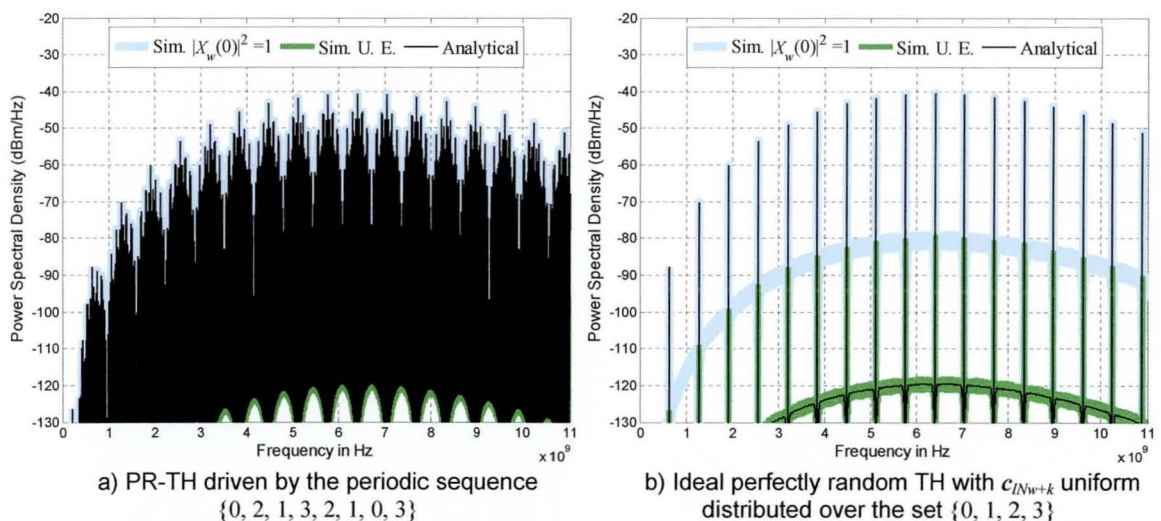 Sim. |X_w(0)|² =1 Sim. U. E. Analytical
Power Spectral Density (dBm/Hz)
-20
-30
-40
-50
-60
-70
-80
-90
-100
-110
-120
-130
0 1 2 3 4 5 6 7 8 9 10 11
Frequency in Hz
x 10⁹
a) PR-TH driven by the periodic sequence
{0, 2, 1, 3, 2, 1, 0, 3}
Sim. |X_w(0)|² =1 Sim. U. E. Analytical
Power Spectral Density (dBm/Hz)
-20
-30
-40
-50
-60
-70
-80
-90
-100
-110
-120
-130
0 1 2 3 4 5 6 7 8 9 10 11
Frequency in Hz
x 10⁹
b) Ideal perfectly random TH with c_{lNw+k} uniform
distributed over the set {0, 1, 2, 3}